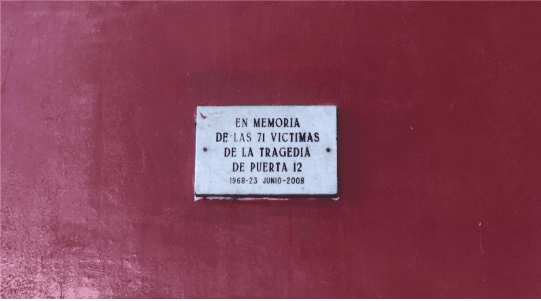 EN MEMORIA
DE LAS 71 VICTIMAS
DE LA TRAGEDIA
DE PUERTA 12
1968-23 JUNIO-2008